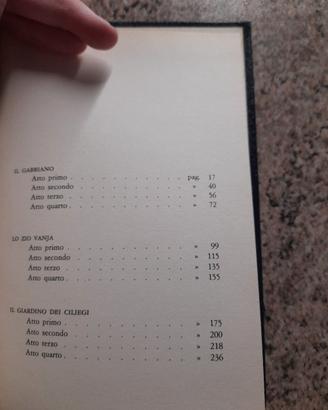 IL GABBIANO
Atto primo . . . . . . . . . . . pag. 17
Atto secondo . . . . . . . . . . » 40
Atto terzo . . . . . . . . . . . » 56
Atto quarto . . . . . . . . . . . » 72
LO ZIO VANJA
Atto primo . . . . . . . . . . . » 99
Atto secondo . . . . . . . . . . » 115
Atto terzo . . . . . . . . . . . » 135
Atto quarto . . . . . . . . . . . » 155
IL GIARDINO DEI CILIEGI
Atto primo . . . . . . . . . . . » 175
Atto secondo . . . . . . . . . . » 200
Atto terzo . . . . . . . . . . . » 218
Atto quarto . . . . . . . . . . . » 236